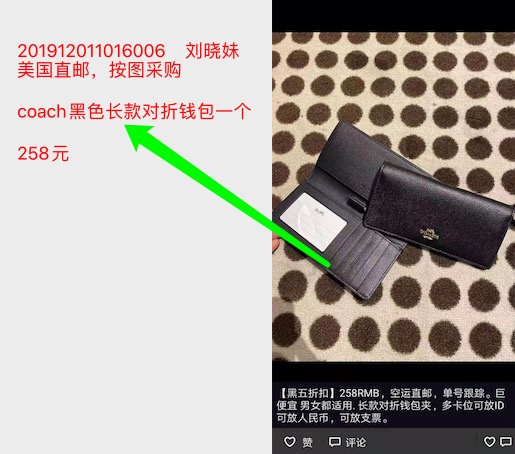 201912011016006 刘晓妹
美国直邮，按图采购
coach黑色长款对折钱包一个
258元
【黑五折扣】258RMB，空运直邮，单号跟踪。巨
便宜 男女都适用. 长款对折钱包夹，多卡位可放ID
可放人民币，可放支票。
赞 评论